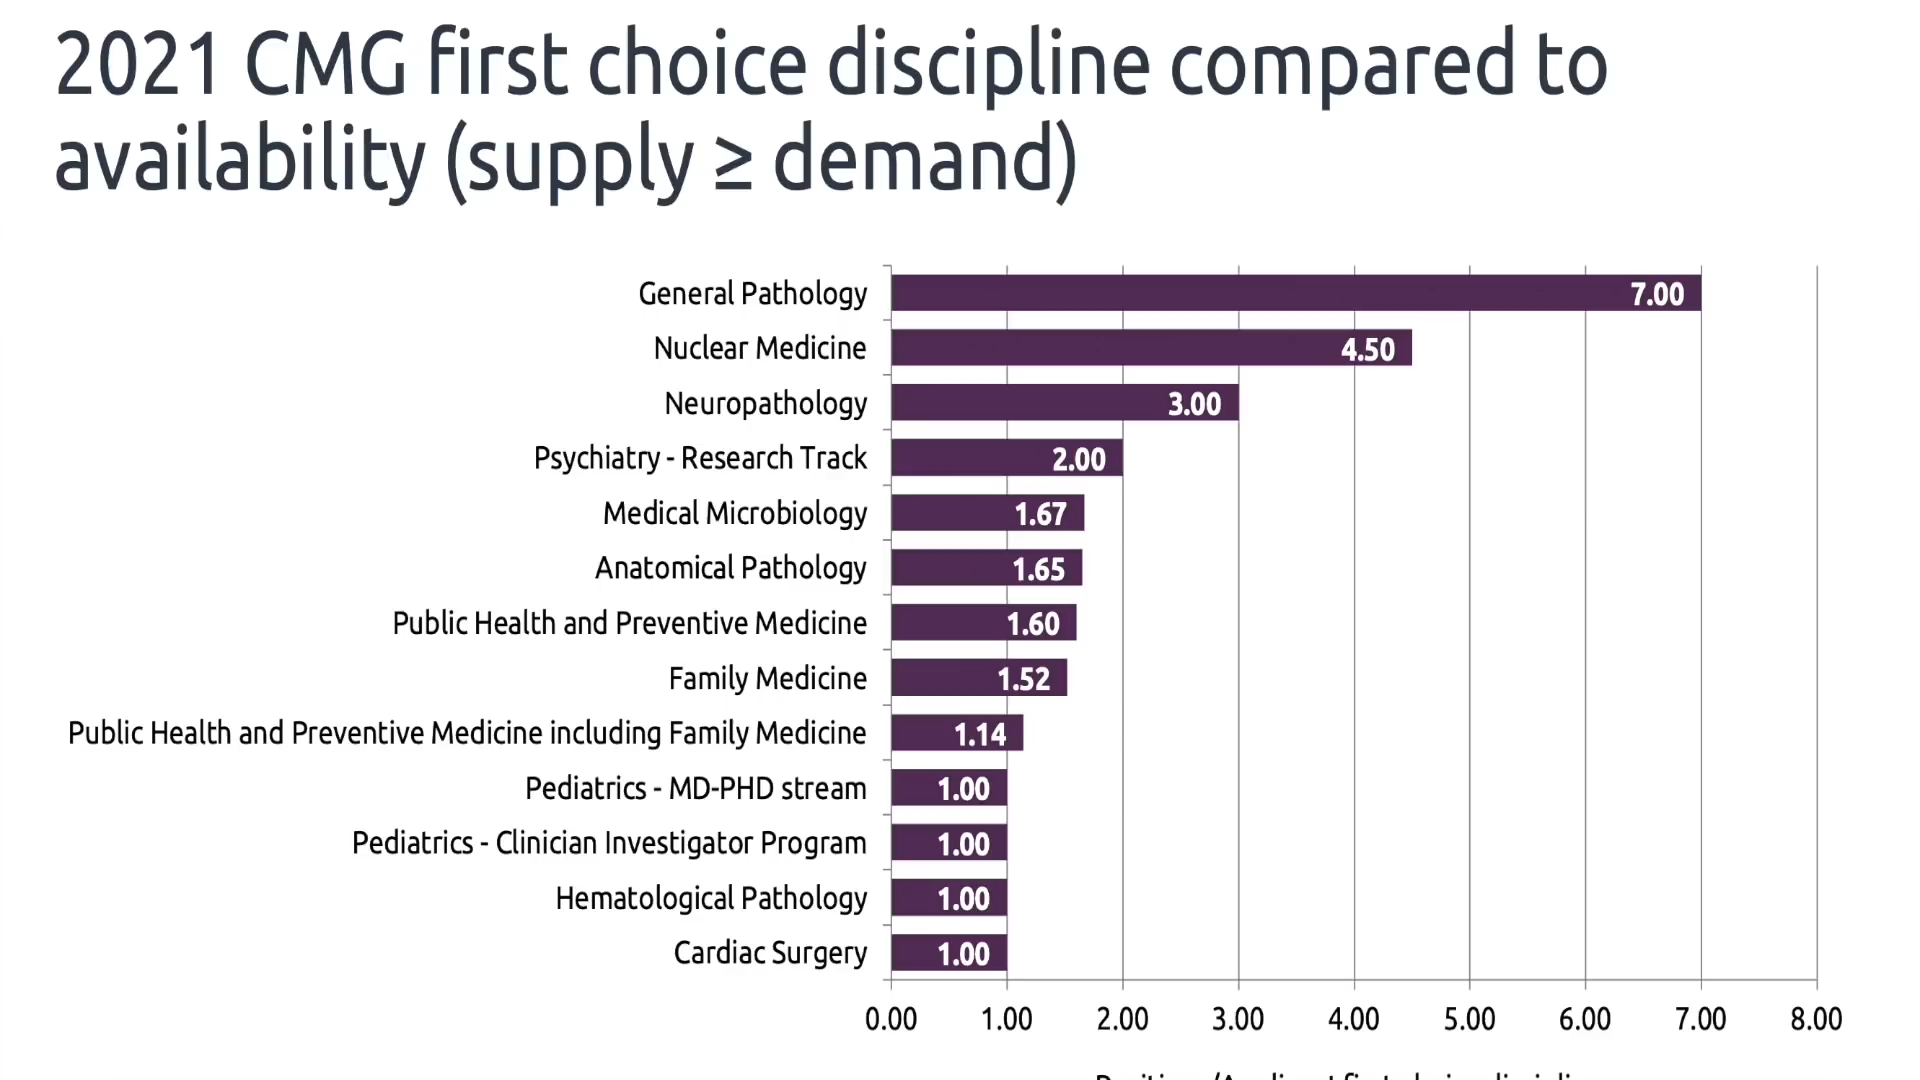 2021 CMG first choice discipline compared to
availability (supply ≥ demand)
General Pathology 7.00
Nuclear Medicine 4.50
Neuropathology 3.00
Psychiatry - Research Track 2.00
Medical Microbiology 1.67
Anatomical Pathology 1.65
Public Health and Preventive Medicine 1.60
Family Medicine 1.52
Public Health and Preventive Medicine including Family Medicine 1.14
Pediatrics - MD-PHD stream 1.00
Pediatrics - Clinician Investigator Program 1.00
Hematological Pathology 1.00
Cardiac Surgery 1.00
0.00 1.00 2.00 3.00 4.00 5.00 6.00 7.00 8.00